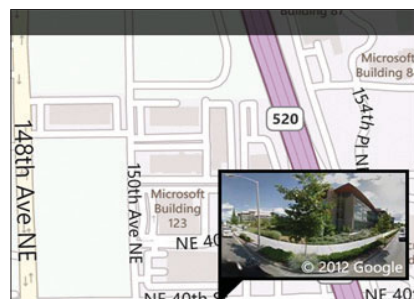 Building 87
Microsoft
Building 8
520
148th Ave NE
150th Ave NE
154th Pl NE
Microsoft
Building
123
NE 40
© 2012 Google
NE 40th